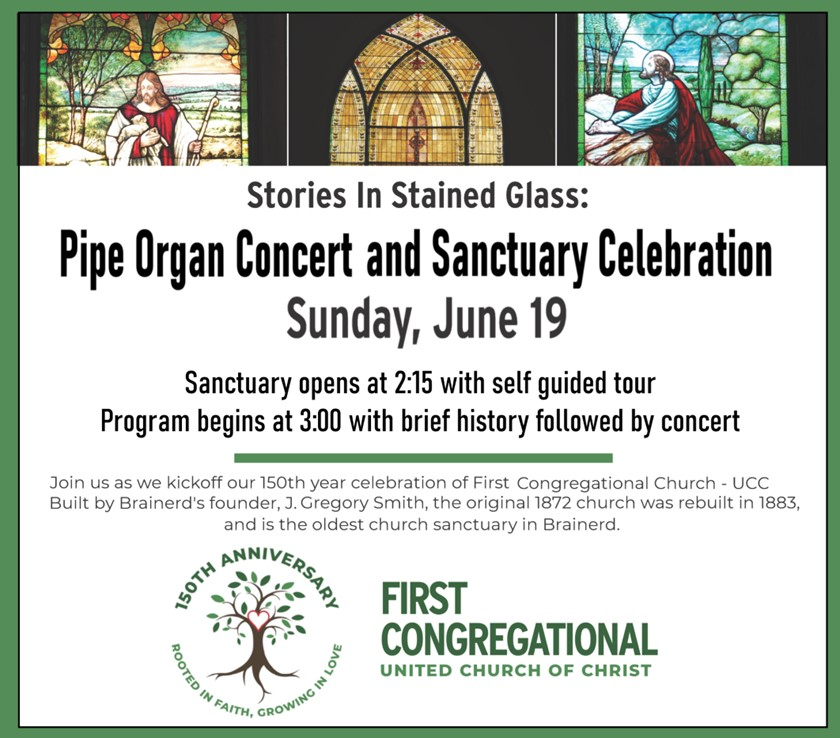 Stories In Stained Glass:
Pipe Organ Concert and Sanctuary Celebration
Sunday, June 19
Sanctuary opens at 2:15 with self guided tour
Program begins at 3:00 with brief history followed by concert
Join us as we kickoff our 150th year celebration of First Congregational Church - UCC
Built by Brainerd's founder, J. Gregory Smith, the original 1872 church was rebuilt in 1883,
and is the oldest church sanctuary in Brainerd.
150TH ANNIVERSARY
ROOTED IN FAITH, GROWING IN LOVE
FIRST
CONGREGATIONAL
UNITED CHURCH OF CHRIST